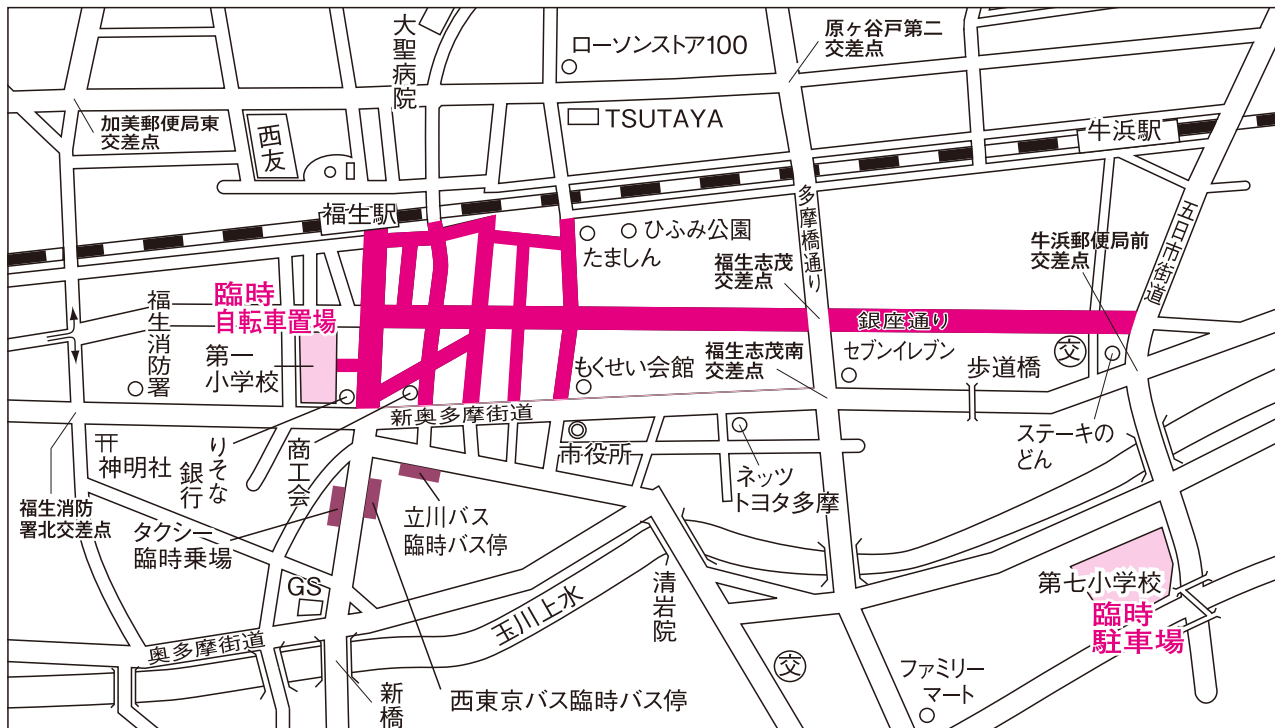 大聖病院
ローソンストア100
原ヶ谷戸第二
交差点
加美郵便局東
交差点
西友
TSUTAYA
牛浜駅
福生駅
ひふみ公園
たましん
多摩橋通り
五日市街道
牛浜郵便局前
交差点
福生志茂
交差点
臨時
自転車置場
福生消防署
銀座通り
第一
小学校
もくせい会館
福生志茂南
交差点
セブンイレブン
交
歩道橋
新奥多摩街道
神明社
りそな
銀行
商工会
市役所
ネッツ
トヨタ多摩
ステーキの
どん
福生消防
署北交差点
タクシー
臨時乗場
立川バス
臨時バス停
GS
清岩院
玉川上水
第七小学校
臨時
駐車場
奥多摩街道
新橋
西東京バス臨時バス停
交
ファミリー
マート